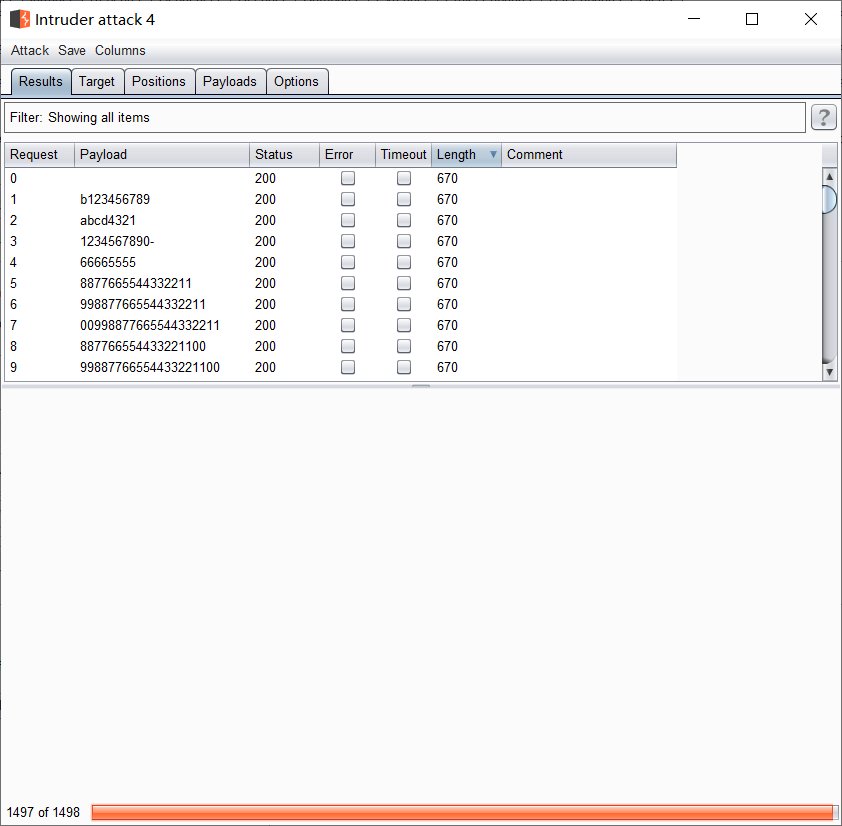 Intruder attack 4
Attack Save Columns
Results Target Positions Payloads Options
Filter: Showing all items ?
Request Payload Status Error Timeout Length Comment
0 200 670
1 b123456789 200 670
2 abcd4321 200 670
3 1234567890- 200 670
4 66665555 200 670
5 8877665544332211 200 670
6 998877665544332211 200 670
7 00998877665544332211 200 670
8 887766554433221100 200 670
9 99887766554433221100 200 670
1497 of 1498